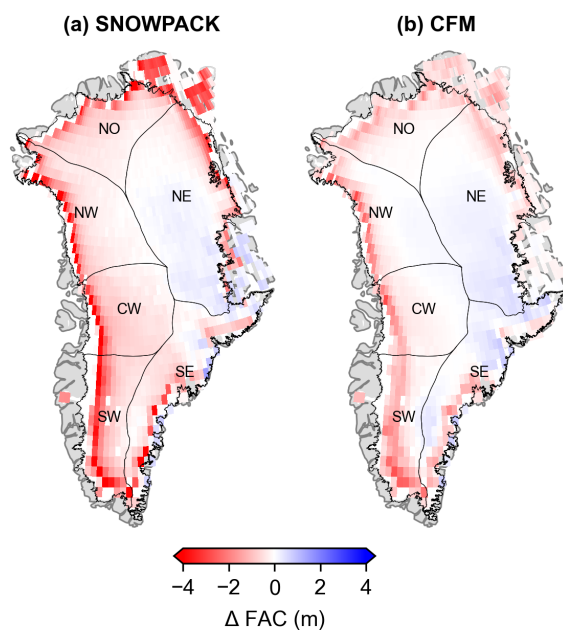 (a) SNOWPACK (b) CFM
NO NO
NE NE
NW NW
CW CW
SE SE
SW SW
−4 −2 0 2 4
Δ FAC (m)